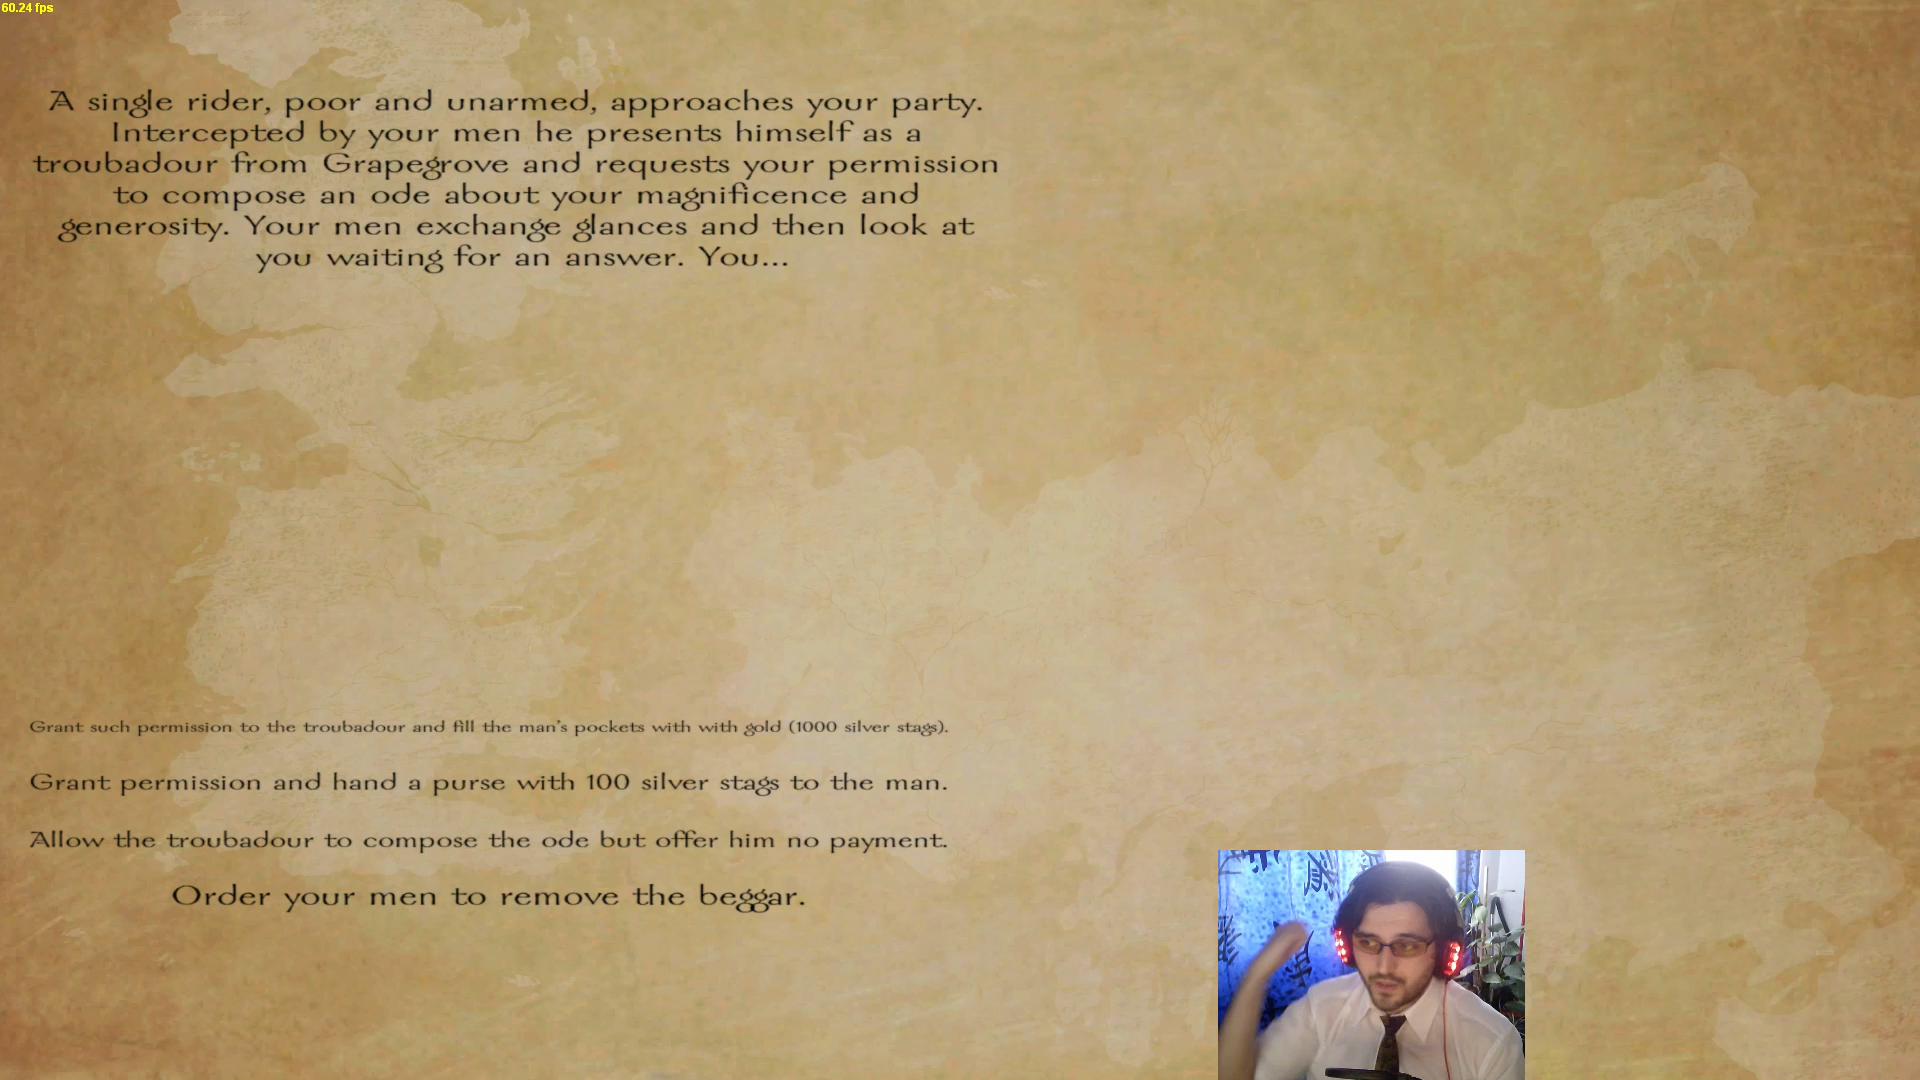 60.24 fps
A single rider, poor and unarmed, approaches your party.
Intercepted by your men he presents himself as a
troubadour from Grapegrove and requests your permission
to compose an ode about your magnificence and
generosity. Your men exchange glances and then look at
you waiting for an answer. You...
Grant such permission to the troubadour and fill the man's pockets with with gold (1000 silver stags).
Grant permission and hand a purse with 100 silver stags to the man.
Allow the troubadour to compose the ode but offer him no payment.
Order your men to remove the beggar.